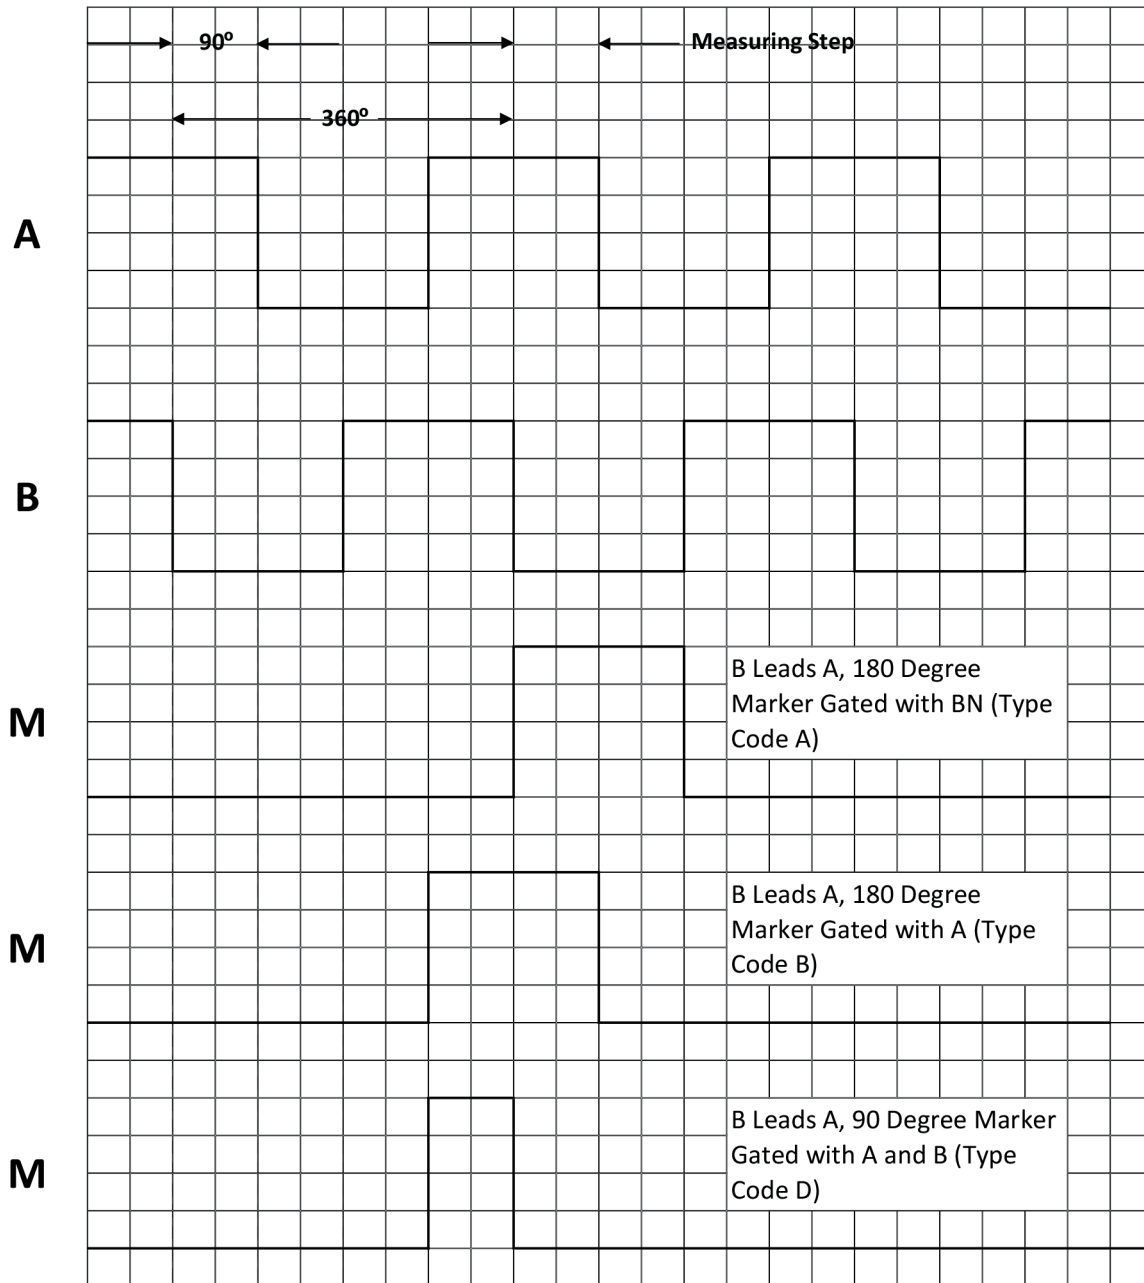 90º
Measuring Step
360º
A
B
M
B Leads A, 180 Degree
Marker Gated with BN (Type
Code A)
M
B Leads A, 180 Degree
Marker Gated with A (Type
Code B)
M
B Leads A, 90 Degree Marker
Gated with A and B (Type
Code D)